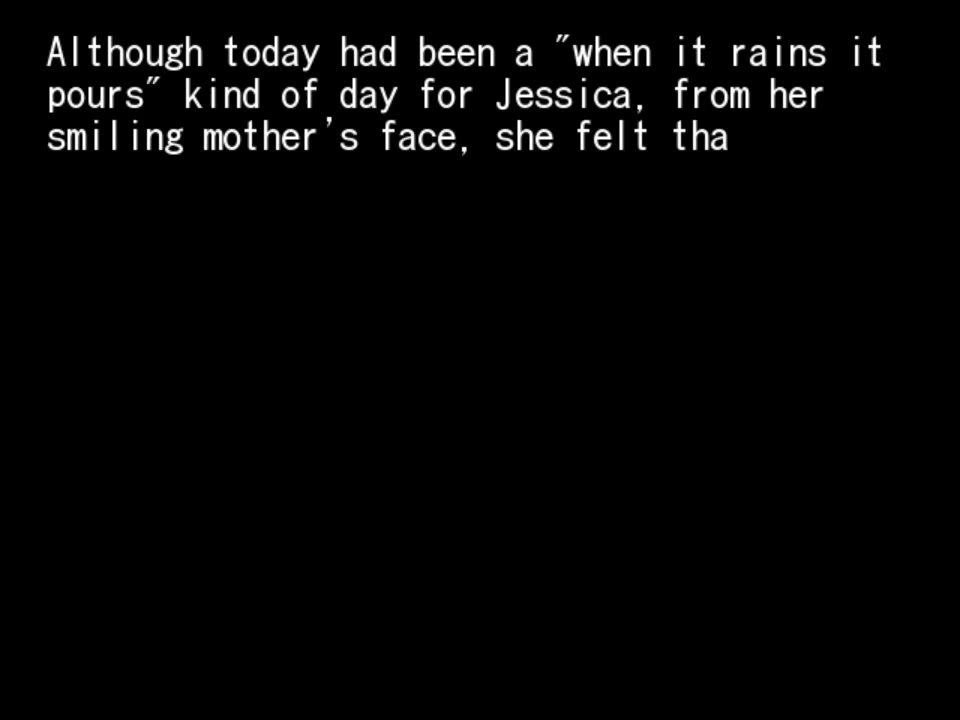 Although today had been a "when it rains it
pours" kind of day for Jessica, from her
smiling mother's face, she felt tha